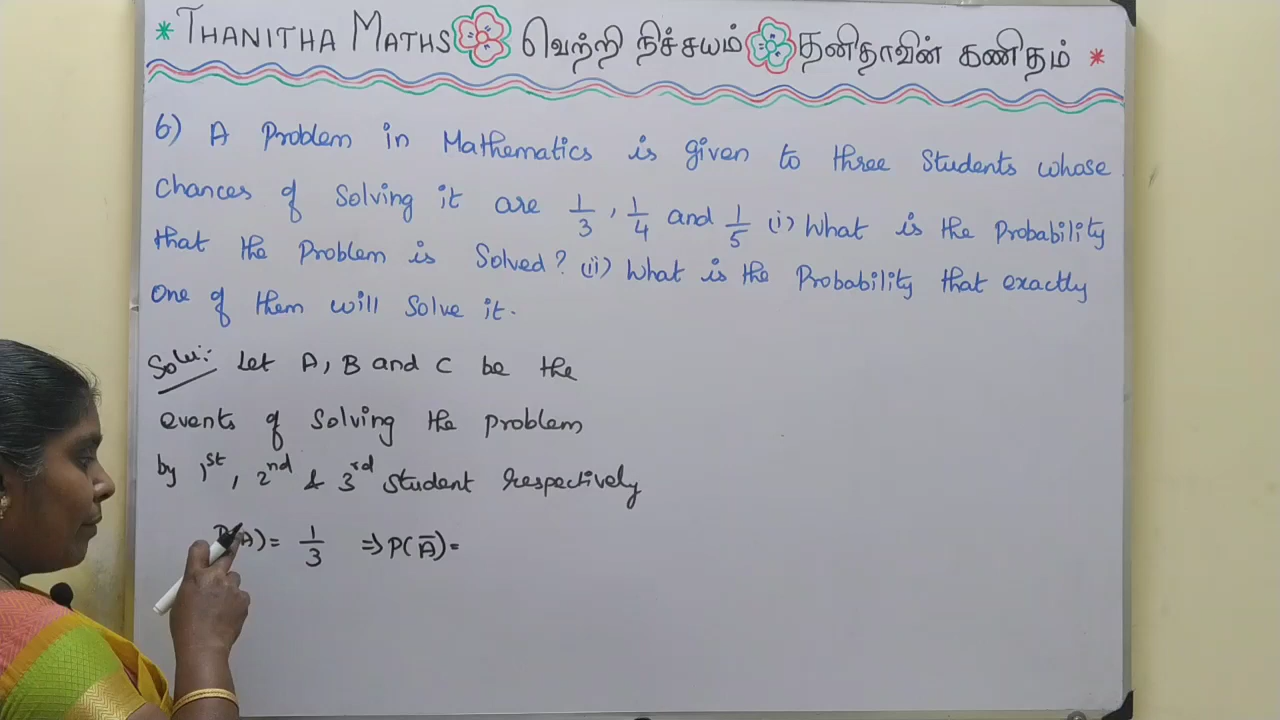 * THANITHA MATHS வெற்றி நிச்சயம் தனிதாவின் கணிதம் *
6) A Problem in Mathematics is given to three Students whose
chances of Solving it are 1/3, 1/4 and 1/5 (i) What is the Probability
that the Problem is Solved? (ii) What is the Probability that exactly
one of them will Solve it.
Solu: Let A, B and C be the
events of Solving the Problem
by 1st, 2nd & 3rd Student respectively
P(A) = 1/3 ⇒ P(Ā) =